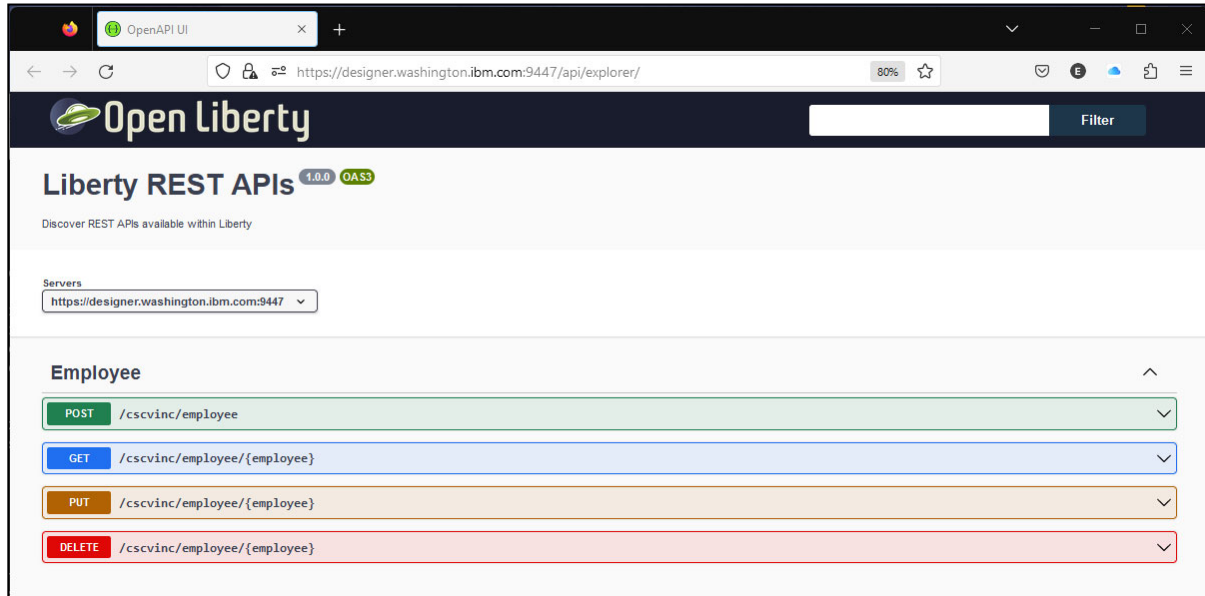 OpenAPI UI
https://designer.washington.ibm.com:9447/api/explorer/
80%
E
Open Liberty
Filter
Liberty REST APIs 1.0.0 OAS3
Discover REST APIs available within Liberty
Servers
https://designer.washington.ibm.com:9447
Employee
POST /cscvinc/employee
GET /cscvinc/employee/{employee}
PUT /cscvinc/employee/{employee}
DELETE /cscvinc/employee/{employee}